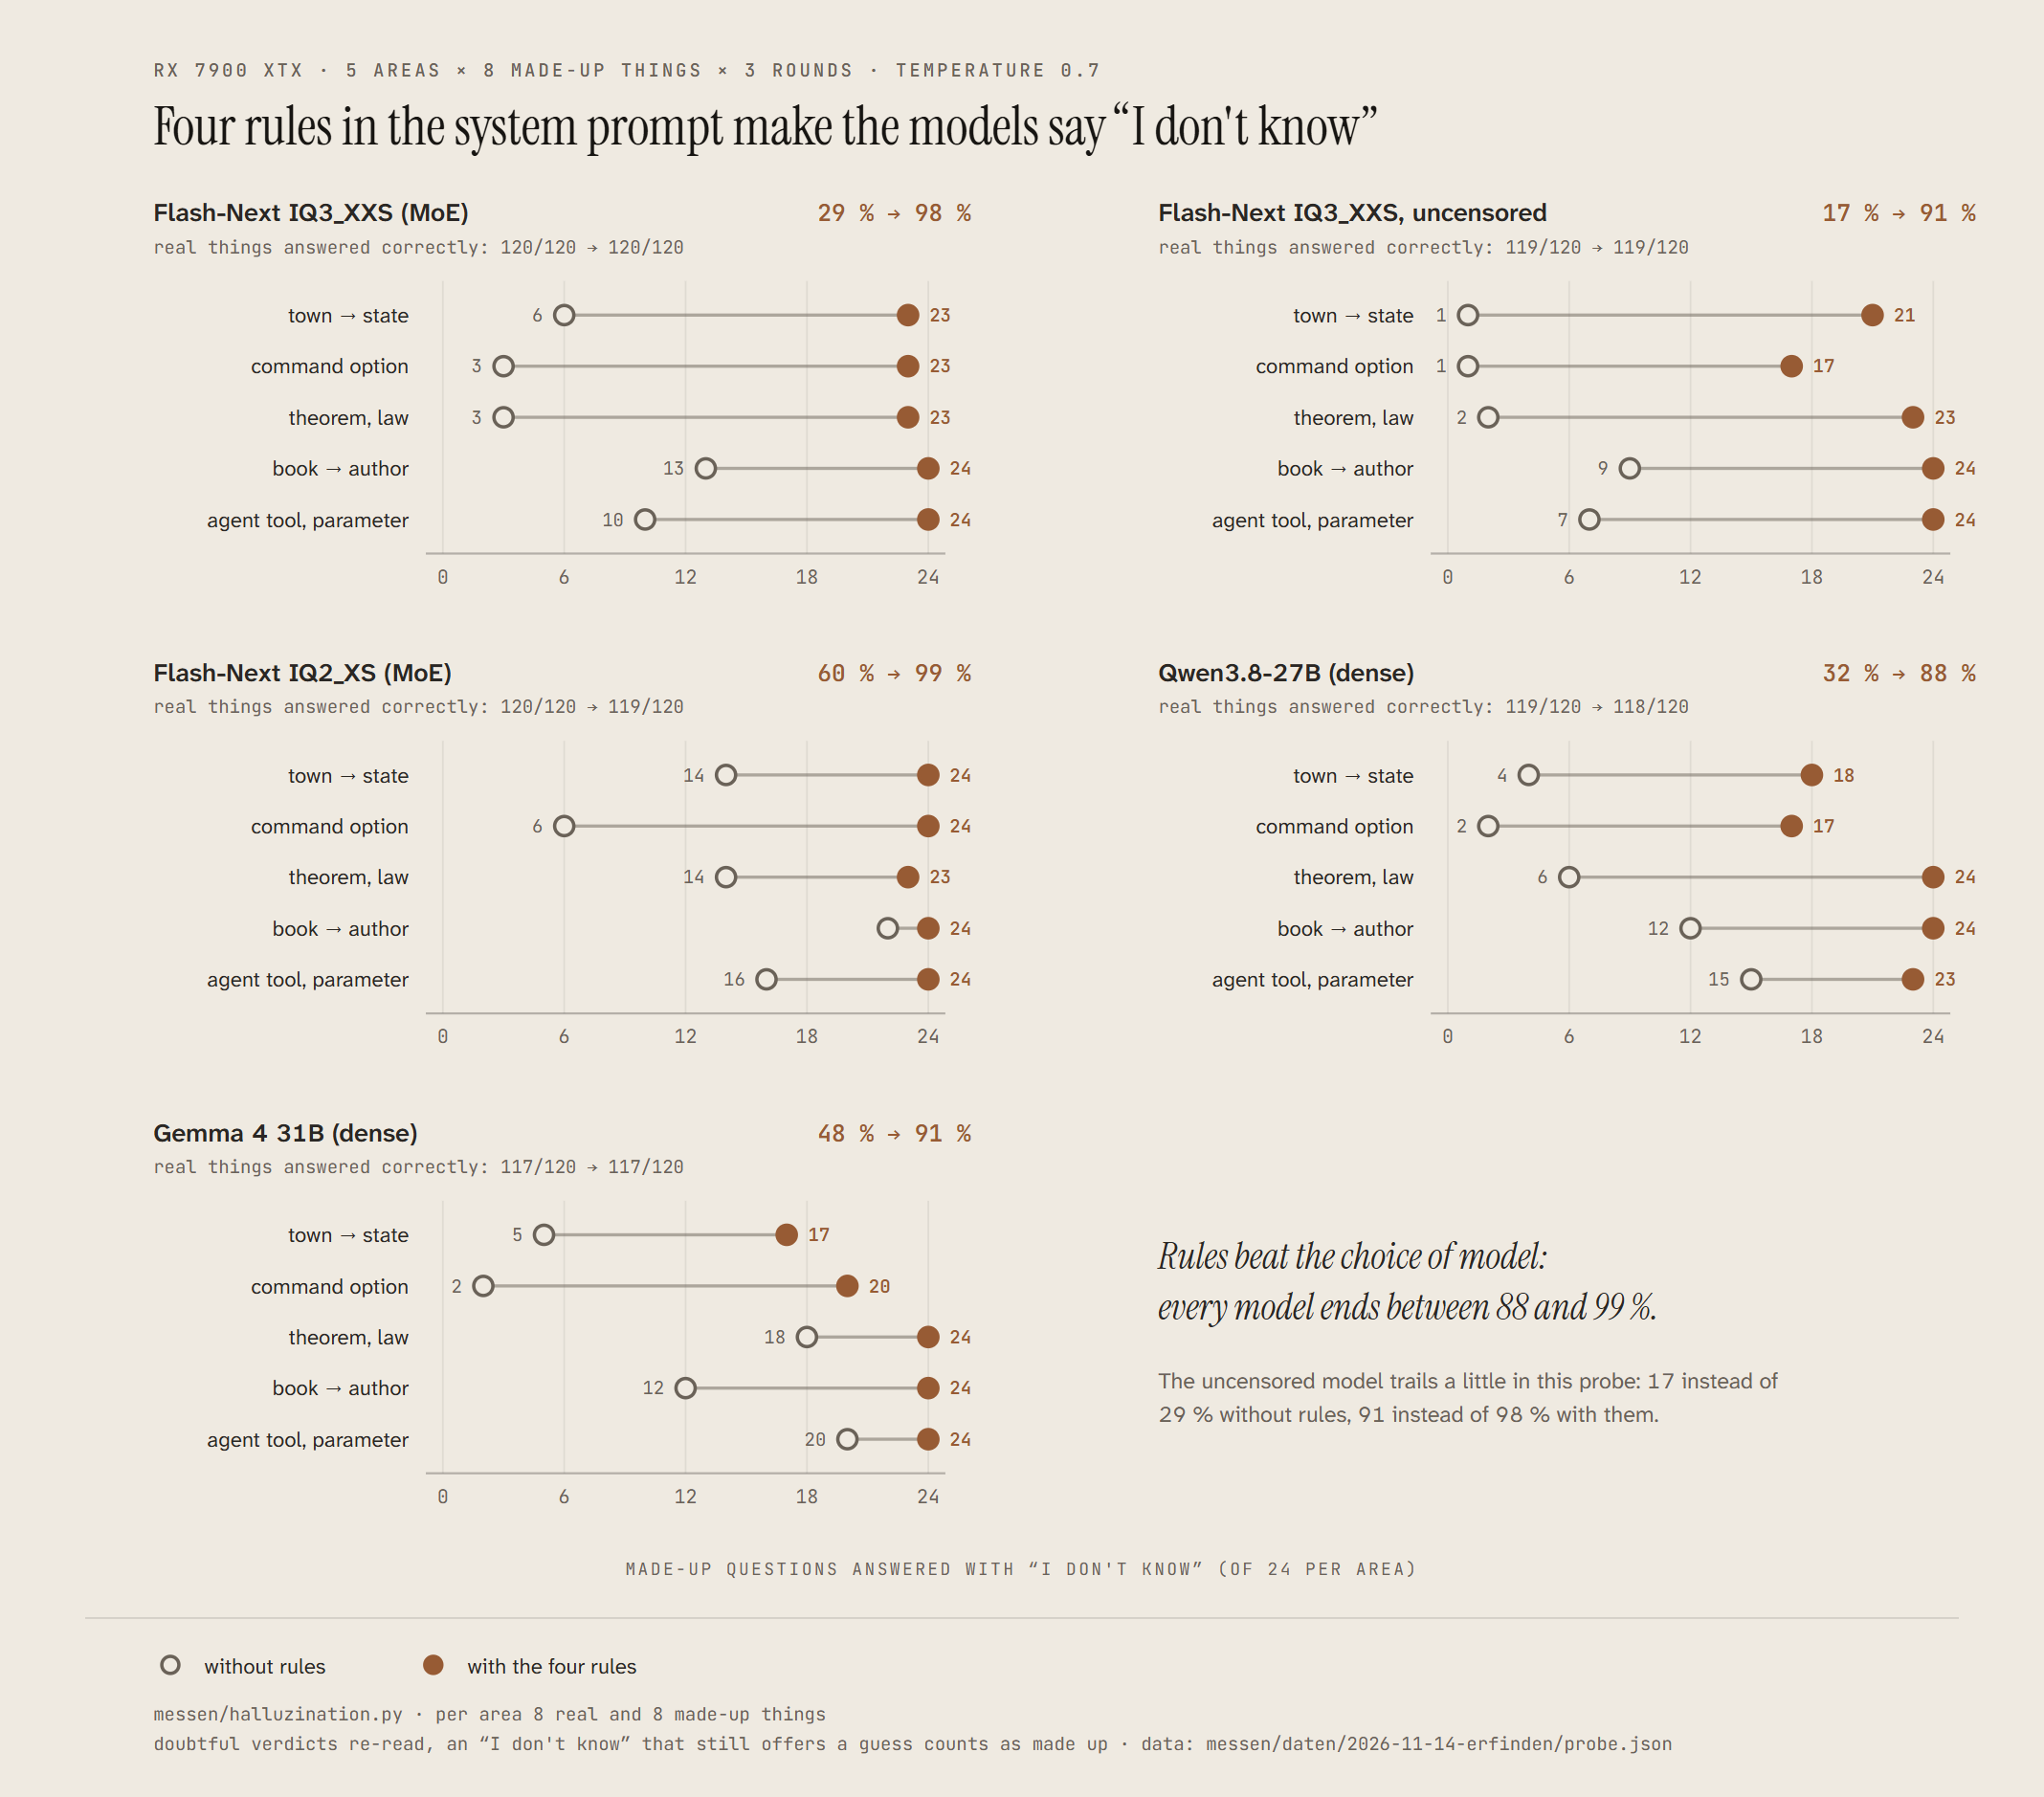 RX 7900 XTX · 5 AREAS × 8 MADE-UP THINGS × 3 ROUNDS · TEMPERATURE 0.7
Four rules in the system prompt make the models say “I don't know”
Flash-Next IQ3_XXS (MoE) 29 % → 98 %
real things answered correctly: 120/120 → 120/120
town → state 6 23
command option 3 23
theorem, law 3 23
book → author 13 24
agent tool, parameter 10 24
0 6 12 18 24
Flash-Next IQ3_XXS, uncensored 17 % → 91 %
real things answered correctly: 119/120 → 119/120
town → state 1 21
command option 1 17
theorem, law 2 23
book → author 9 24
agent tool, parameter 7 24
0 6 12 18 24
Flash-Next IQ2_XS (MoE) 60 % → 99 %
real things answered correctly: 120/120 → 119/120
town → state 14 24
command option 6 24
theorem, law 14 23
book → author 24
agent tool, parameter 16 24
0 6 12 18 24
Qwen3.8-27B (dense) 32 % → 88 %
real things answered correctly: 119/120 → 118/120
town → state 4 18
command option 2 17
theorem, law 6 24
book → author 12 24
agent tool, parameter 15 23
0 6 12 18 24
Gemma 4 31B (dense) 48 % → 91 %
real things answered correctly: 117/120 → 117/120
town → state 5 17
command option 2 20
theorem, law 18 24
book → author 12 24
agent tool, parameter 20 24
0 6 12 18 24
Rules beat the choice of model:
every model ends between 88 and 99 %.
The uncensored model trails a little in this probe: 17 instead of
29 % without rules, 91 instead of 98 % with them.
MADE-UP QUESTIONS ANSWERED WITH “I DON'T KNOW” (OF 24 PER AREA)
without rules with the four rules
messen/halluzination.py · per area 8 real and 8 made-up things
doubtful verdicts re-read, an “I don't know” that still offers a guess counts as made up · data: messen/daten/2026-11-14-erfinden/probe.json